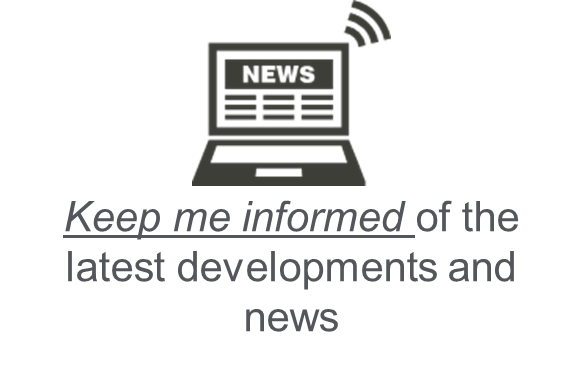 NEWS
Keep me informed of the
latest developments and
news